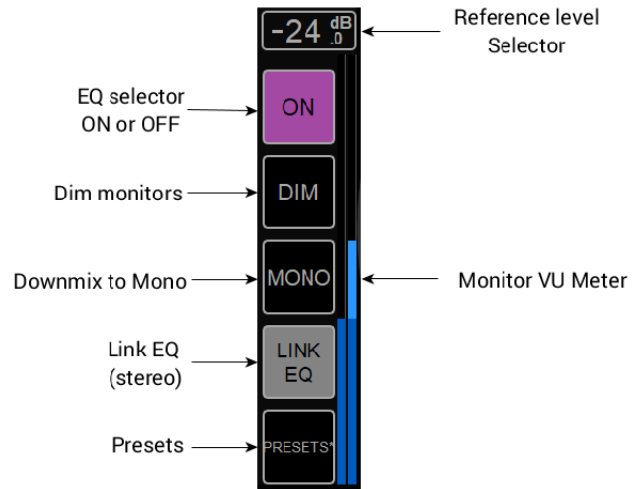 -24 dB
.0
Reference level
Selector
EQ selector
ON or OFF
ON
Dim monitors
DIM
Downmix to Mono
MONO
Monitor VU Meter
Link EQ
(stereo)
LINK
EQ
Presets
PRESETS*